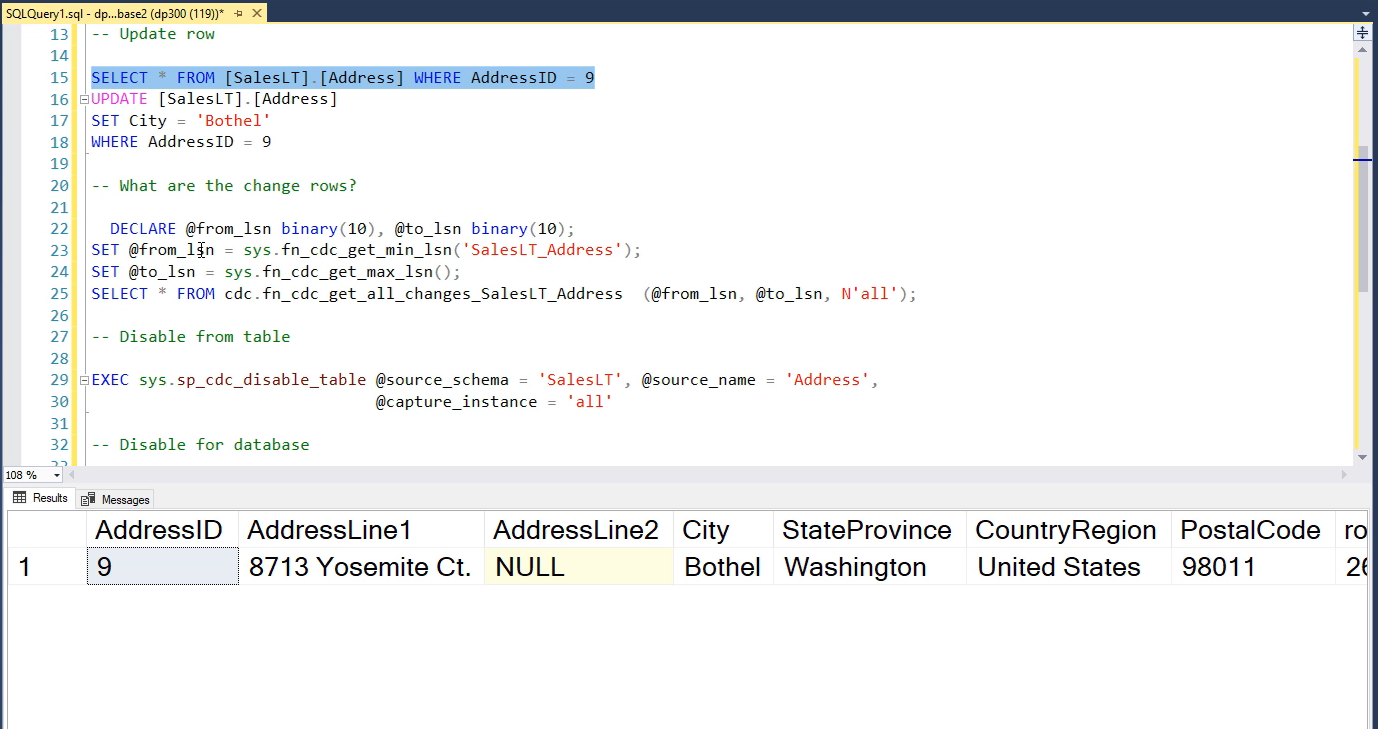 SQLQuery1.sql - dp...base2 (dp300 (119))*
13 -- Update row
14
15 SELECT * FROM [SalesLT].[Address] WHERE AddressID = 9
16 UPDATE [SalesLT].[Address]
17 SET City = 'Bothel'
18 WHERE AddressID = 9
19
20 -- What are the change rows?
21
22 DECLARE @from_lsn binary(10), @to_lsn binary(10);
23 SET @from_lsn = sys.fn_cdc_get_min_lsn('SalesLT_Address');
24 SET @to_lsn = sys.fn_cdc_get_max_lsn();
25 SELECT * FROM cdc.fn_cdc_get_all_changes_SalesLT_Address (@from_lsn, @to_lsn, N'all');
26
27 -- Disable from table
28
29 EXEC sys.sp_cdc_disable_table @source_schema = 'SalesLT', @source_name = 'Address',
30 @capture_instance = 'all'
31
32 -- Disable for database
108 %
Results Messages
AddressID AddressLine1 AddressLine2 City StateProvince CountryRegion PostalCode ro
1 9 8713 Yosemite Ct. NULL Bothel Washington United States 98011